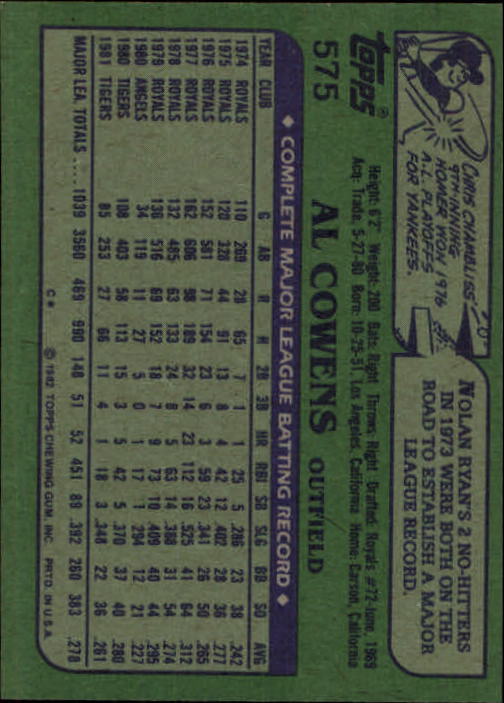 CHRIS CHAMBLISS'
9TH-INNING
HOMER WON 1976
A.L. PLAYOFFS
FOR YANKEES.
NOLAN RYAN'S 2 NO-HITTERS
IN 1973 WERE BOTH ON THE
ROAD TO ESTABLISH A MAJOR
LEAGUE RECORD.
topps®
575 AL COWENS OUTFIELD
Height: 6'2" Weight: 200 Bats: Right Throws: Right Drafted: Royals #72-June, 1969
Acq: Trade, 5-27-80 Born: 10-25-51, Los Angeles, California Home: Carson, California
◆ COMPLETE MAJOR LEAGUE BATTING RECORD ◆
YEAR CLUB G AB R H 2B 3B HR RBI SB SLG BB SO AVG
1974 ROYALS 110 269 28 65 7 1 1 25 5 .286 23 38 .242
1975 ROYALS 120 328 44 91 13 8 4 42 12 .402 28 36 .277
1976 ROYALS 152 581 71 154 23 6 3 59 23 .341 26 50 .265
1977 ROYALS 162 606 98 189 32 14 23 112 16 .525 41 64 .312
1978 ROYALS 132 485 63 133 24 8 5 63 14 .388 31 54 .274
1979 ROYALS 136 516 69 152 18 7 9 73 10 .409 40 44 .295
1980 ANGELS 34 119 11 27 5 0 1 17 1 .294 12 21 .227
1980 TIGERS 108 403 58 113 15 3 5 42 5 .370 37 40 .280
1981 TIGERS 85 253 27 66 11 4 1 18 3 .348 22 36 .261
MAJOR LEA. TOTALS .... 1039 3560 469 990 148 51 52 451 89 .392 260 383 .278
C* © 1982 TOPPS CHEWING GUM, INC. PRTD. IN U.S.A.